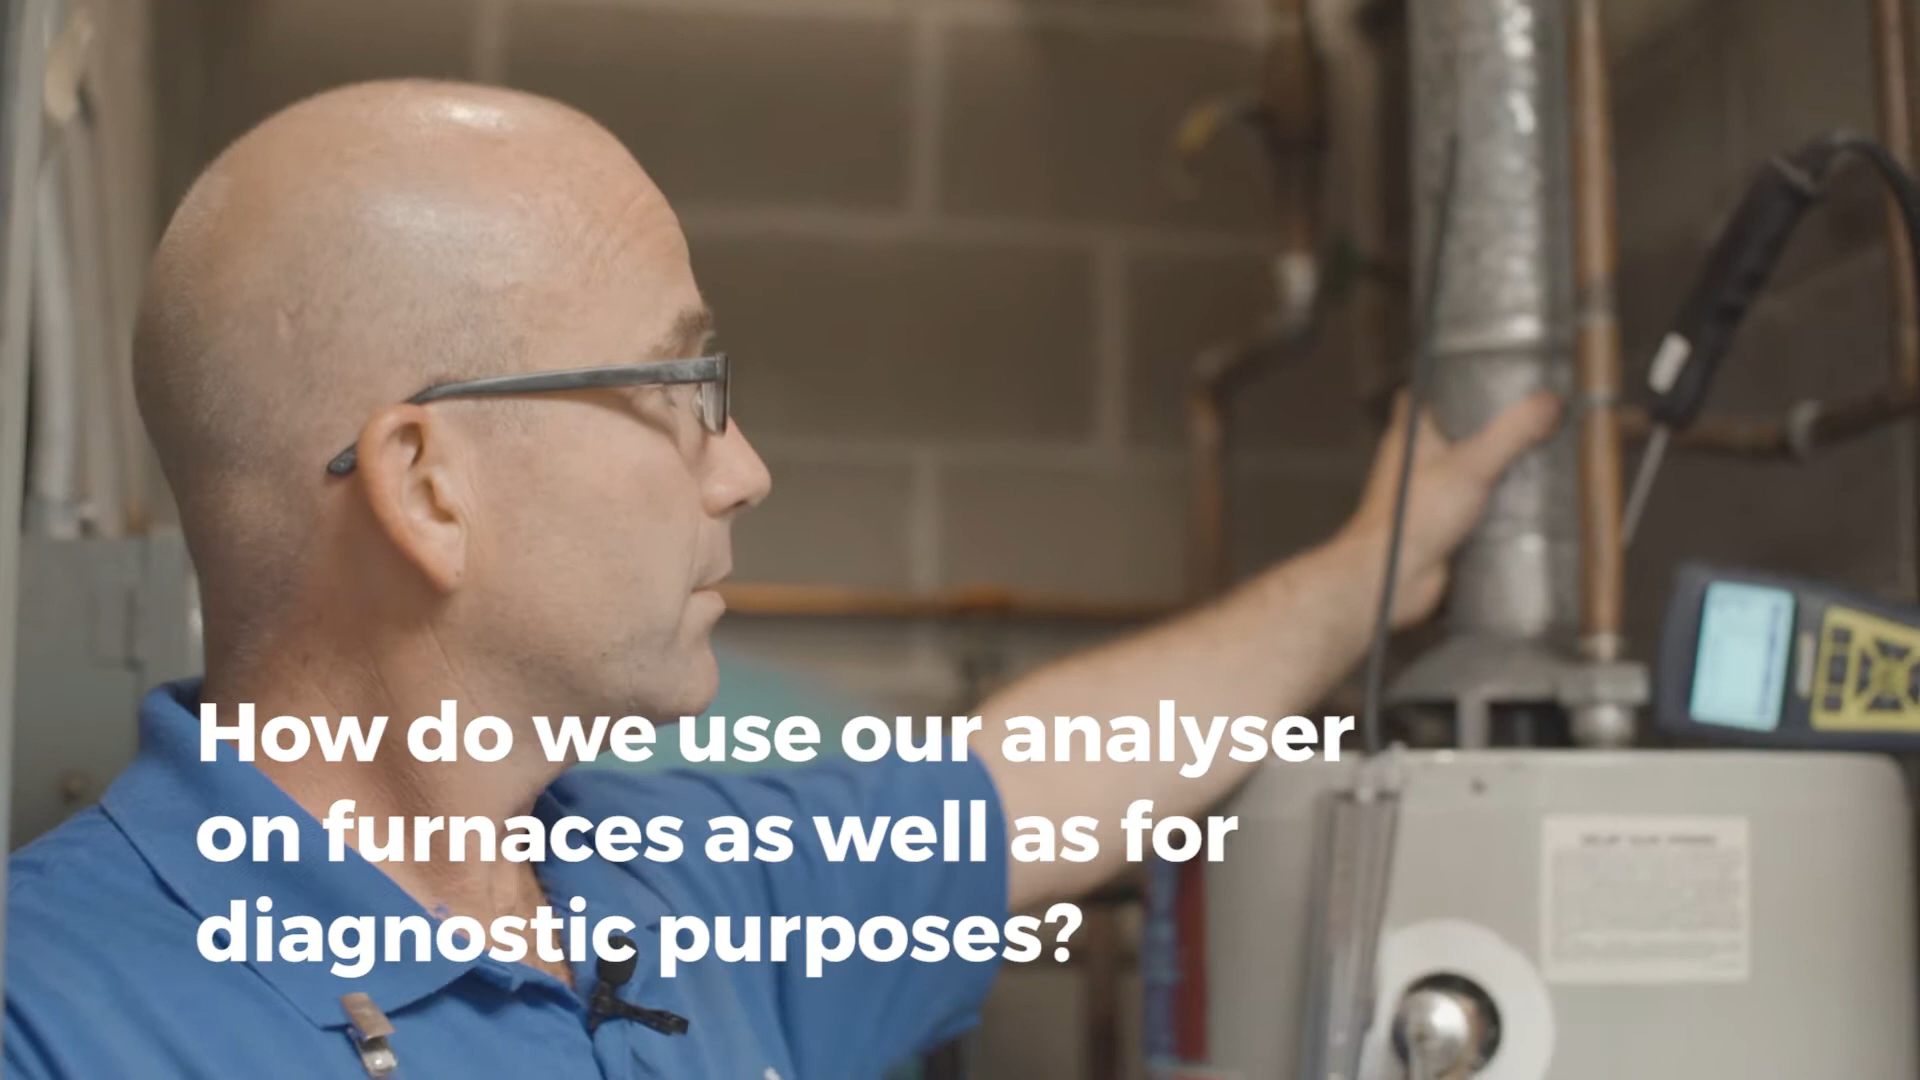 How do we use our analyser
on furnaces as well as for
diagnostic purposes?